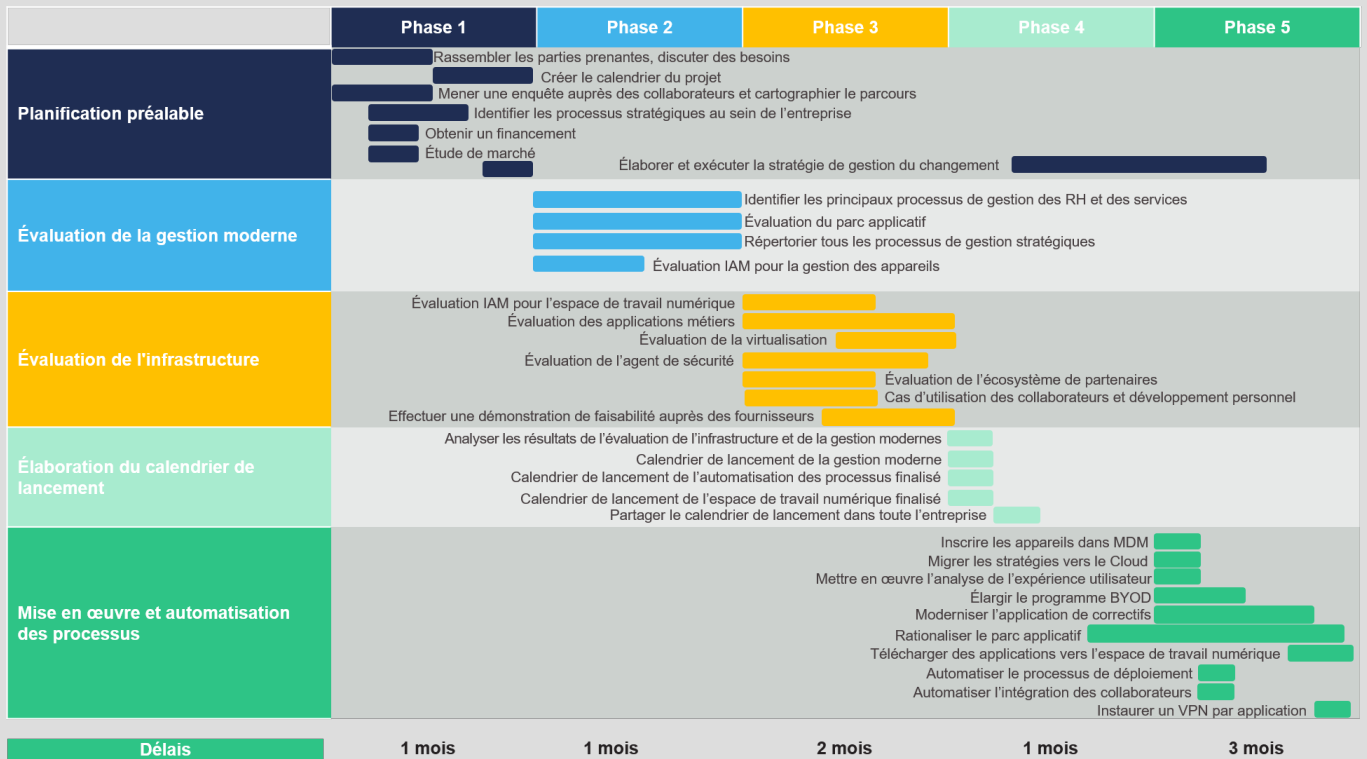 Phase 1 Phase 2 Phase 3 Phase 4 Phase 5
Planification préalable
Rassembler les parties prenantes, discuter des besoins
Créer le calendrier du projet
Mener une enquête auprès des collaborateurs et cartographier le parcours
Identifier les processus stratégiques au sein de l’entreprise
Obtenir un financement
Étude de marché
Élaborer et exécuter la stratégie de gestion du changement
Évaluation de la gestion moderne
Identifier les principaux processus de gestion des RH et des services
Évaluation du parc applicatif
Répertorier tous les processus de gestion stratégiques
Évaluation IAM pour la gestion des appareils
Évaluation de l'infrastructure
Évaluation IAM pour l’espace de travail numérique
Évaluation des applications métiers
Évaluation de la virtualisation
Évaluation de l’agent de sécurité
Évaluation de l’écosystème de partenaires
Cas d’utilisation des collaborateurs et développement personnel
Effectuer une démonstration de faisabilité auprès des fournisseurs
Élaboration du calendrier de
lancement
Analyser les résultats de l’évaluation de l’infrastructure et de la gestion modernes
Calendrier de lancement de la gestion moderne
Calendrier de lancement de l’automatisation des processus finalisé
Calendrier de lancement de l’espace de travail numérique finalisé
Partager le calendrier de lancement dans toute l’entreprise
Mise en œuvre et automatisation
des processus
Inscrire les appareils dans MDM
Migrer les stratégies vers le Cloud
Mettre en œuvre l’analyse de l’expérience utilisateur
Élargir le programme BYOD
Moderniser l’application de correctifs
Rationaliser le parc applicatif
Télécharger des applications vers l’espace de travail numérique
Automatiser le processus de déploiement
Automatiser l’intégration des collaborateurs
Instaurer un VPN par application
Délais 1 mois 1 mois 2 mois 1 mois 3 mois